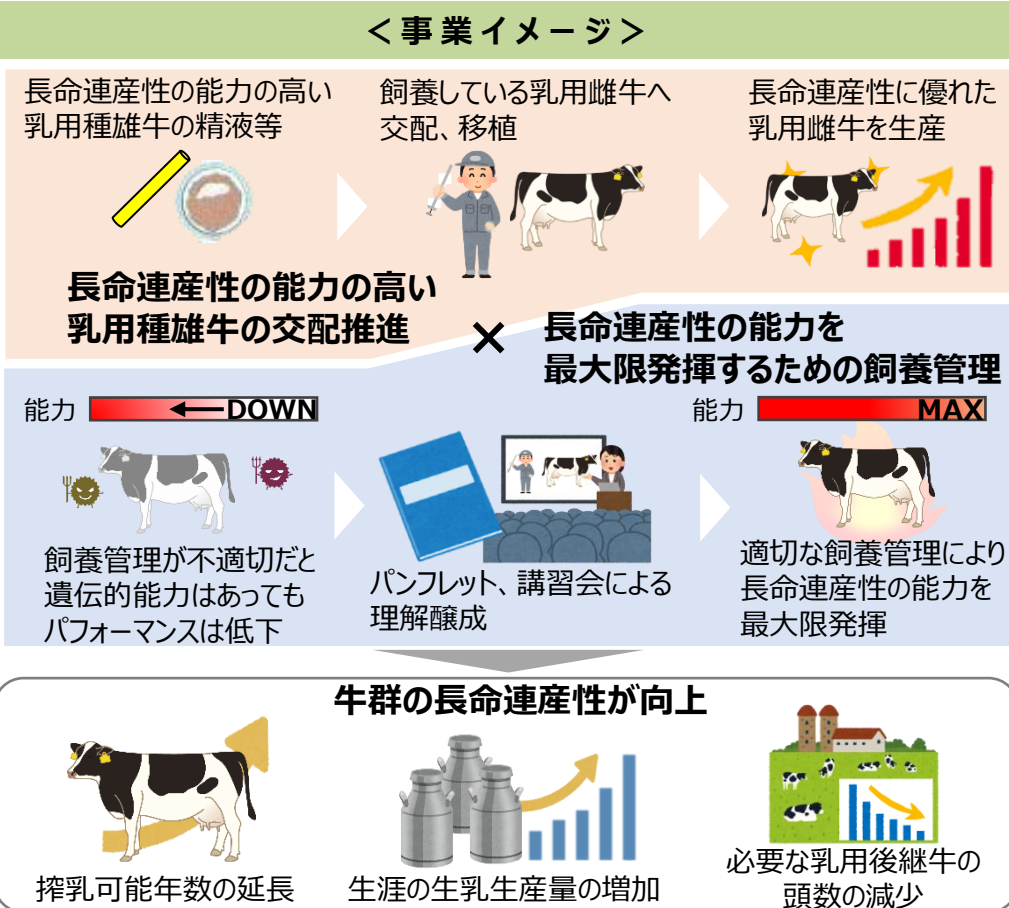 ＜事業イメージ＞
長命連産性の能力の高い
乳用種雄牛の精液等
飼養している乳用雌牛へ
交配、移植
長命連産性に優れた
乳用雌牛を生産
長命連産性の能力の高い
乳用種雄牛の交配推進
×
長命連産性の能力を
最大限発揮するための飼養管理
能力
DOWN
飼養管理が不適切だと
遺伝的能力はあっても
パフォーマンスは低下
パンフレット、講習会による
理解醸成
能力
MAX
適切な飼養管理により
長命連産性の能力を
最大限発揮
牛群の長命連産性が向上
搾乳可能年数の延長
生涯の生乳生産量の増加
必要な乳用後継牛の
頭数の減少